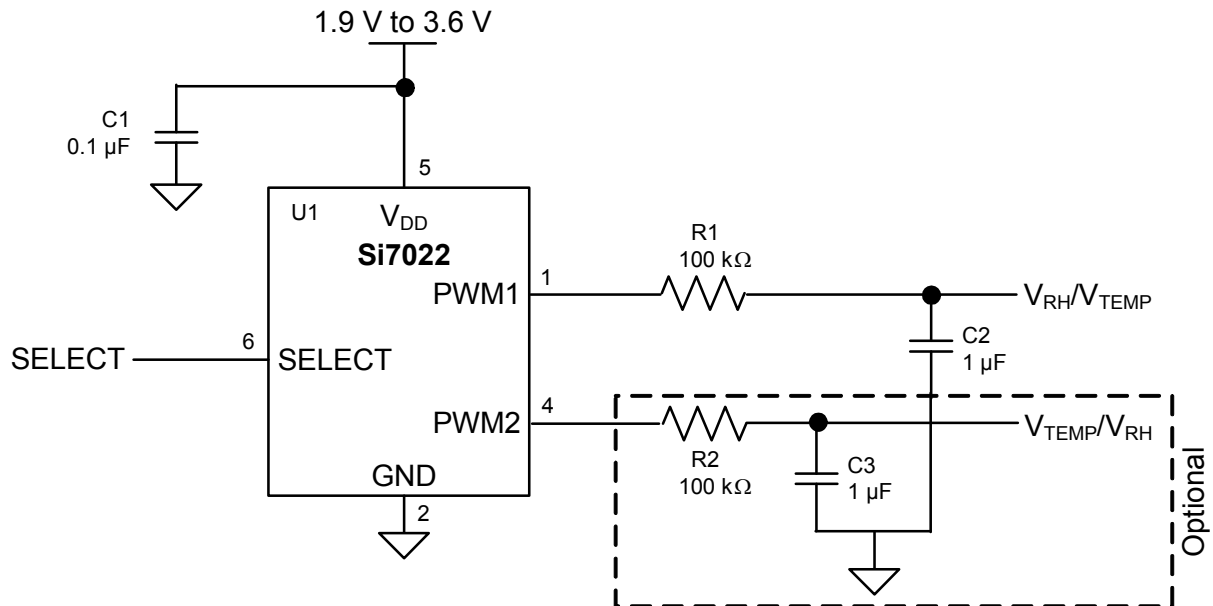 1.9 V to 3.6 V
C1
0.1 µF
5
U1
VDD
Si7022
PWM1
1
R1
100 kΩ
VRH/VTEMP
SELECT
6
SELECT
C2
1 µF
PWM2
4
R2
100 kΩ
VTEMP/VRH
C3
1 µF
GND
2
Optional